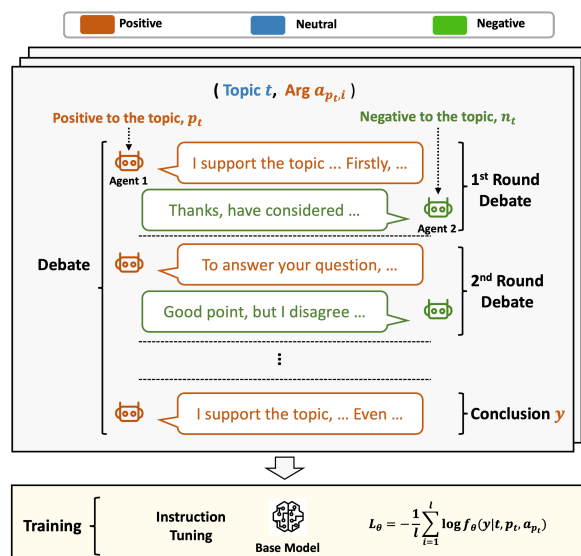 Positive Neutral Negative
( Topic t, Arg a_{p_t,i} )
Positive to the topic, p_t
Negative to the topic, n_t
I support the topic ... Firstly, ...
Agent 1
1st Round
Debate
Thanks, have considered ...
Agent 2
Debate
To answer your question, ...
2nd Round
Debate
Good point, but I disagree ...
⋮
I support the topic, ... Even ...
Conclusion y
Training
Instruction
Tuning
Base Model
L_θ = -\frac{1}{l} \sum_{i=1}^{l} log f_θ(y|t, p_t, a_{p_t})